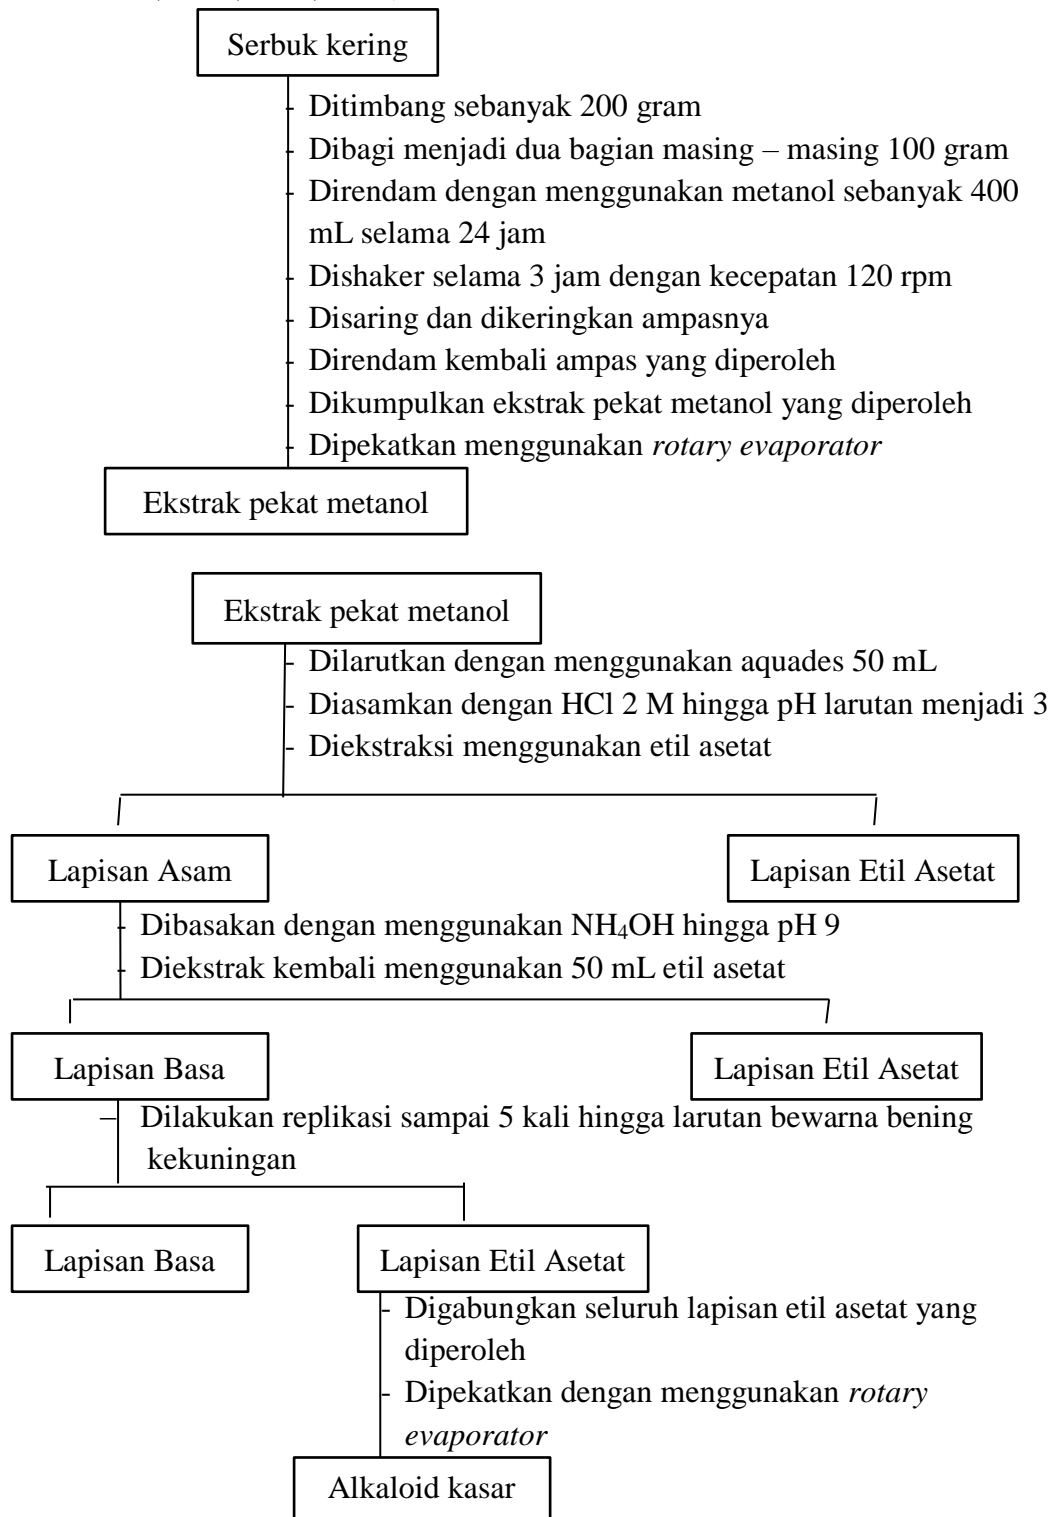 Serbuk kering
- Ditimbang sebanyak 200 gram
- Dibagi menjadi dua bagian masing – masing 100 gram
- Direndam dengan menggunakan metanol sebanyak 400
mL selama 24 jam
- Dishaker selama 3 jam dengan kecepatan 120 rpm
- Disaring dan dikeringkan ampasnya
- Direndam kembali ampas yang diperoleh
- Dikumpulkan ekstrak pekat metanol yang diperoleh
- Dipekatkan menggunakan rotary evaporator
Ekstrak pekat metanol
Ekstrak pekat metanol
- Dilarutkan dengan menggunakan aquades 50 mL
- Diasamkan dengan HCl 2 M hingga pH larutan menjadi 3
- Diekstraksi menggunakan etil asetat
Lapisan Asam
Lapisan Etil Asetat
- Dibasakan dengan menggunakan NH₄OH hingga pH 9
- Diekstrak kembali menggunakan 50 mL etil asetat
Lapisan Basa
Lapisan Etil Asetat
– Dilakukan replikasi sampai 5 kali hingga larutan bewarna bening
kekuningan
Lapisan Basa
Lapisan Etil Asetat
- Digabungkan seluruh lapisan etil asetat yang
diperoleh
- Dipekatkan dengan menggunakan rotary
evaporator
Alkaloid kasar